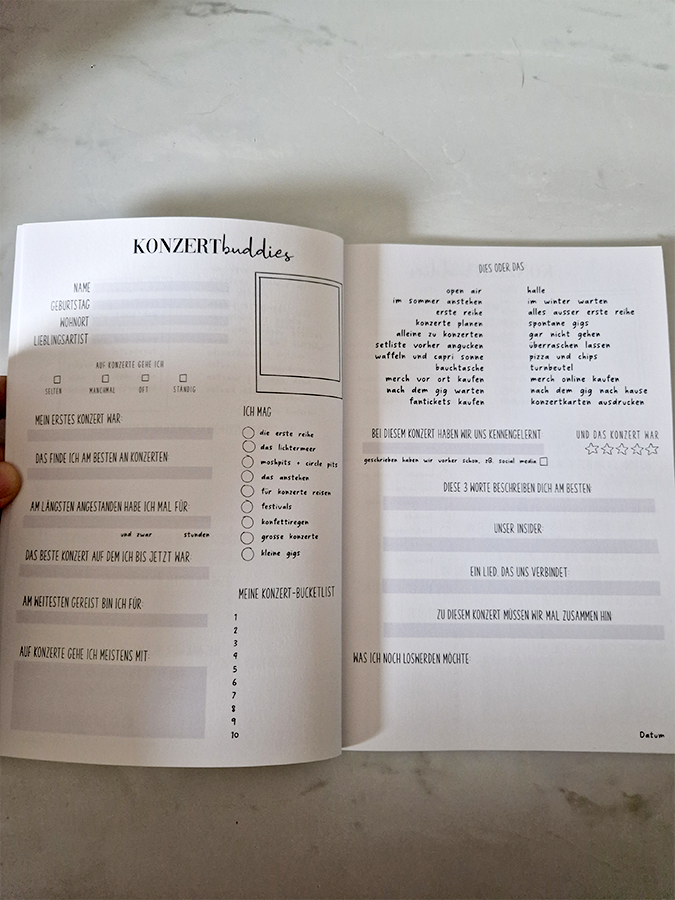 KONZERTbuddies
NAME
GEBURTSTAG
WOHNORT
LIEBLINGSARTIST
AUF KONZERTE GEHE ICH
SELTEN MANCHMAL OFT STÄNDIG
MEIN ERSTES KONZERT WAR:
DAS FINDE ICH AM BESTEN AN KONZERTEN:
AM LÄNGSTEN ANGESTANDEN HABE ICH MAL FÜR:
und zwar stunden
DAS BESTE KONZERT AUF DEM ICH BIS JETZT WAR:
AM WEITESTEN GEREIST BIN ICH FÜR:
AUF KONZERTE GEHE ICH MEISTENS MIT:
ICH MAG
die erste reihe
das lichtermeer
moshpits + circle pits
das anstehen
für konzerte reisen
festivals
konfettiregen
grosse konzerte
kleine gigs
MEINE KONZERT-BUCKETLIST
1
2
3
4
5
6
7
8
9
10
DIES ODER DAS
open air halle
im sommer anstehen im winter warten
erste reihe alles ausser erste reihe
konzerte planen spontane gigs
alleine zu konzerten gar nicht gehen
setliste vorher angucken überraschen lassen
waffeln und capri sonne pizza und chips
bauchtasche turnbeutel
merch vor ort kaufen merch online kaufen
nach dem gig warten nach dem gig nach hause
fantickets kaufen konzertkarten ausdrucken
BEI DIESEM KONZERT HABEN WIR UNS KENNENGELERNT
UND DAS KONZERT WAR
geschrieben haben wir vorher schon, zB. social media
DIESE 3 WORTE BESCHREIBEN DICH AM BESTEN:
UNSER INSIDER:
EIN LIED, DAS UNS VERBINDET:
ZU DIESEM KONZERT MÜSSEN WIR MAL ZUSAMMEN HIN:
WAS ICH NOCH LOSWERDEN MÖCHTE:
Datum